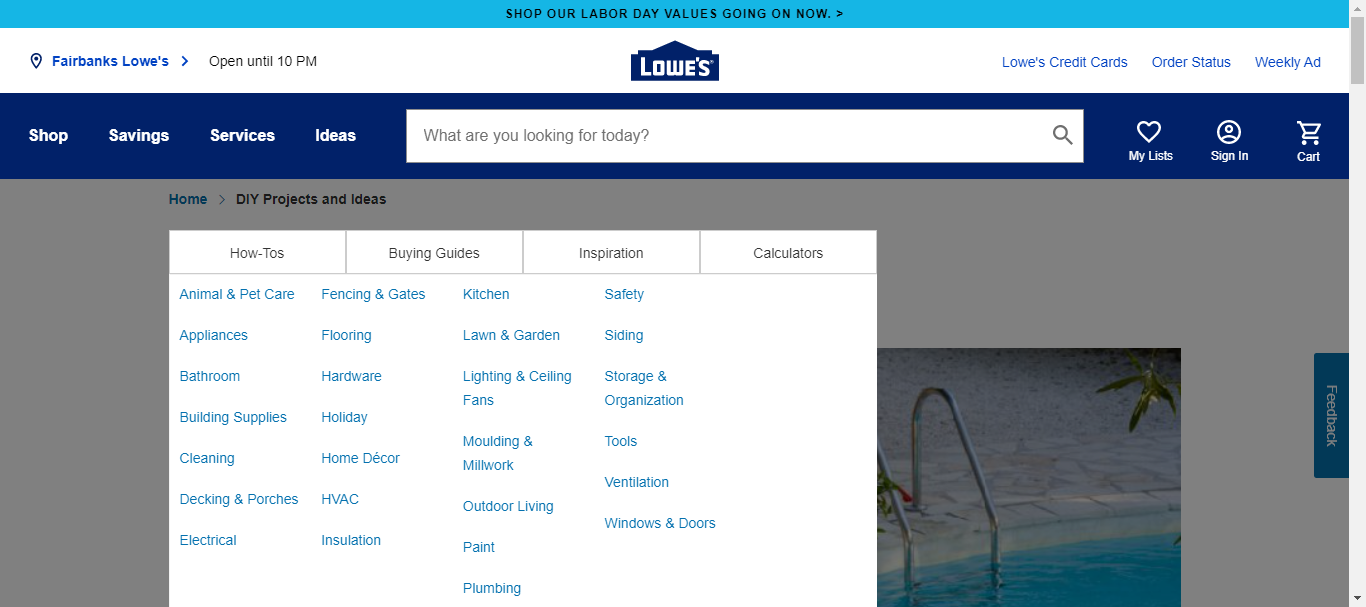 SHOP OUR LABOR DAY VALUES GOING ON NOW. >
Fairbanks Lowe's
Open until 10 PM
LOWE'S
Lowe's Credit Cards
Order Status
Weekly Ad
Shop
Savings
Services
Ideas
What are you looking for today?
My Lists
Sign In
Cart
Home
DIY Projects and Ideas
How-Tos
Buying Guides
Inspiration
Calculators
Animal & Pet Care
Appliances
Bathroom
Building Supplies
Cleaning
Decking & Porches
Electrical
Fencing & Gates
Flooring
Hardware
Holiday
Home Décor
HVAC
Insulation
Kitchen
Lawn & Garden
Lighting & Ceiling
Fans
Moulding &
Millwork
Outdoor Living
Paint
Plumbing
Safety
Siding
Storage &
Organization
Tools
Ventilation
Windows & Doors
Feedback